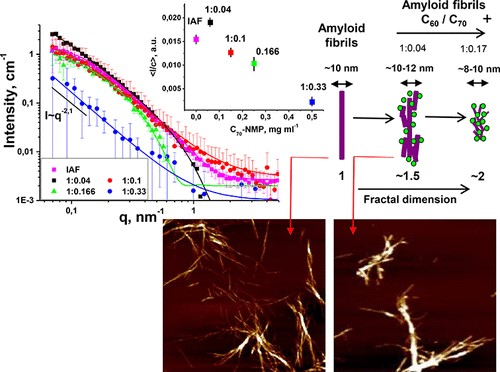 Intensity, cm⁻¹
10
1
0,1
0,01
1E-3
I~q⁻²,¹
IAF
1:0.04
1:0.1
1:0.166
1:0.33
0,1
1
q, nm⁻¹
<I/c>, a.u.
0,015
0,010
0,005
0,000
IAF
1:0.04
1:0.1
0.166
1:0.33
0,0 0,1 0,2 0,3 0,4 0,5
C₇₀-NMP, mg ml⁻¹
Amyloid fibrils
C₆₀ / C₇₀ +
Amyloid
fibrils
1:0.04 1:0.17
~10 nm ~10-12 nm ~8-10 nm
1 ~1.5 ~2
Fractal dimension